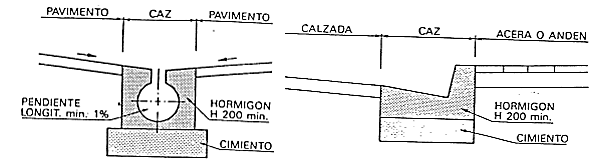 PAVIMENTO
CAZ
PAVIMENTO
PENDIENTE
LONGIT. min. 1%
HORMIGON
H 200 min.
CIMIENTO
CALZADA
CAZ
ACERA O ANDEN
HORMIGON
H 200 min.
CIMIENTO